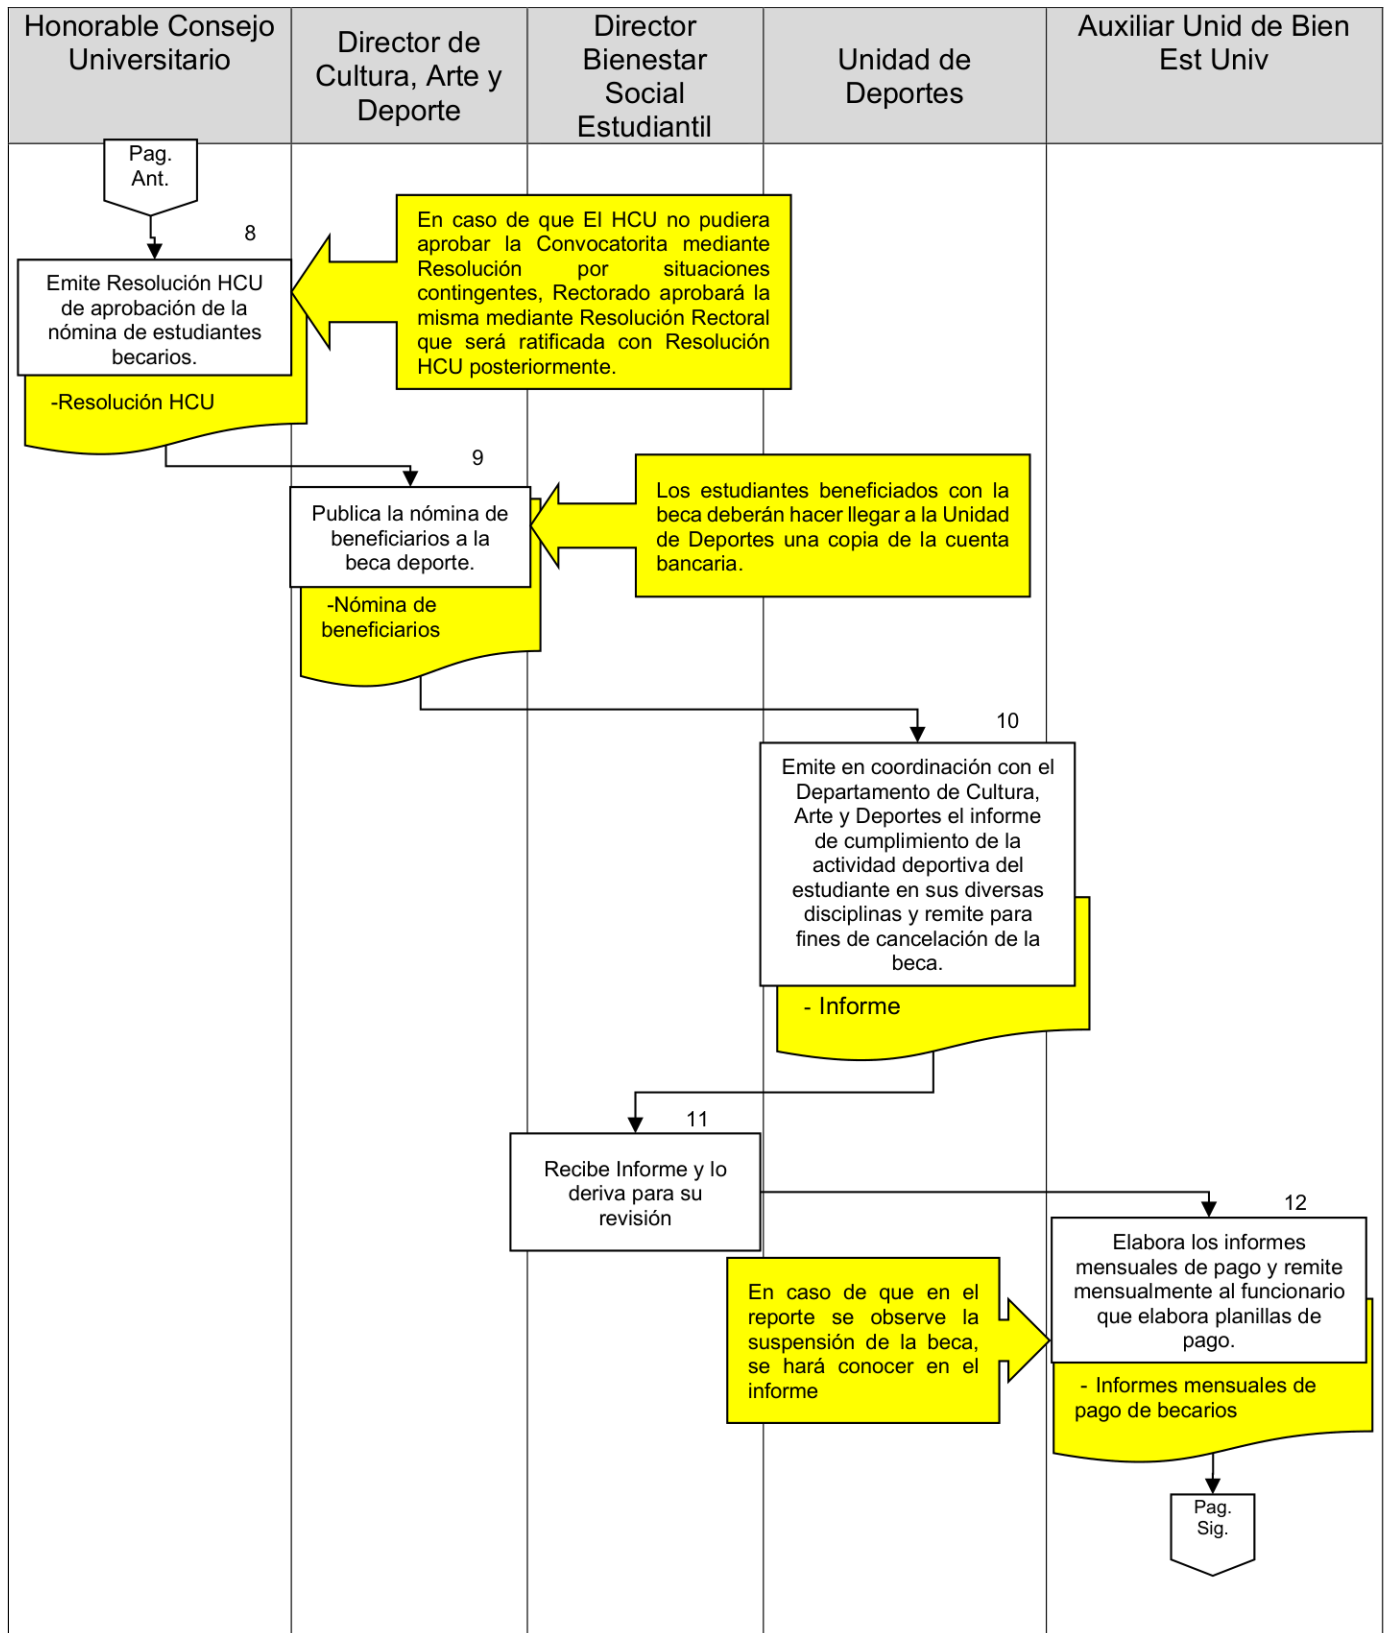 Honorable Consejo
Universitario
Director de
Cultura, Arte y
Deporte
Director
Bienestar
Social
Estudiantil
Unidad de
Deportes
Auxiliar Unid de Bien
Est Univ
Pag.
Ant.
8
Emite Resolución HCU
de aprobación de la
nómina de estudiantes
becarios.
-Resolución HCU
En caso de que El HCU no pudiera
aprobar la Convocatorita mediante
Resolución por situaciones
contingentes, Rectorado aprobará la
misma mediante Resolución Rectoral
que será ratificada con Resolución
HCU posteriormente.
9
Publica la nómina de
beneficiarios a la
beca deporte.
-Nómina de
beneficiarios
Los estudiantes beneficiados con la
beca deberán hacer llegar a la Unidad
de Deportes una copia de la cuenta
bancaria.
10
Emite en coordinación con el
Departamento de Cultura,
Arte y Deportes el informe
de cumplimiento de la
actividad deportiva del
estudiante en sus diversas
disciplinas y remite para
fines de cancelación de la
beca.
- Informe
11
Recibe Informe y lo
deriva para su
revisión
12
Elabora los informes
mensuales de pago y remite
mensualmente al funcionario
que elabora planillas de
pago.
- Informes mensuales de
pago de becarios
En caso de que en el
reporte se observe la
suspensión de la beca,
se hará conocer en el
informe
Pag.
Sig.